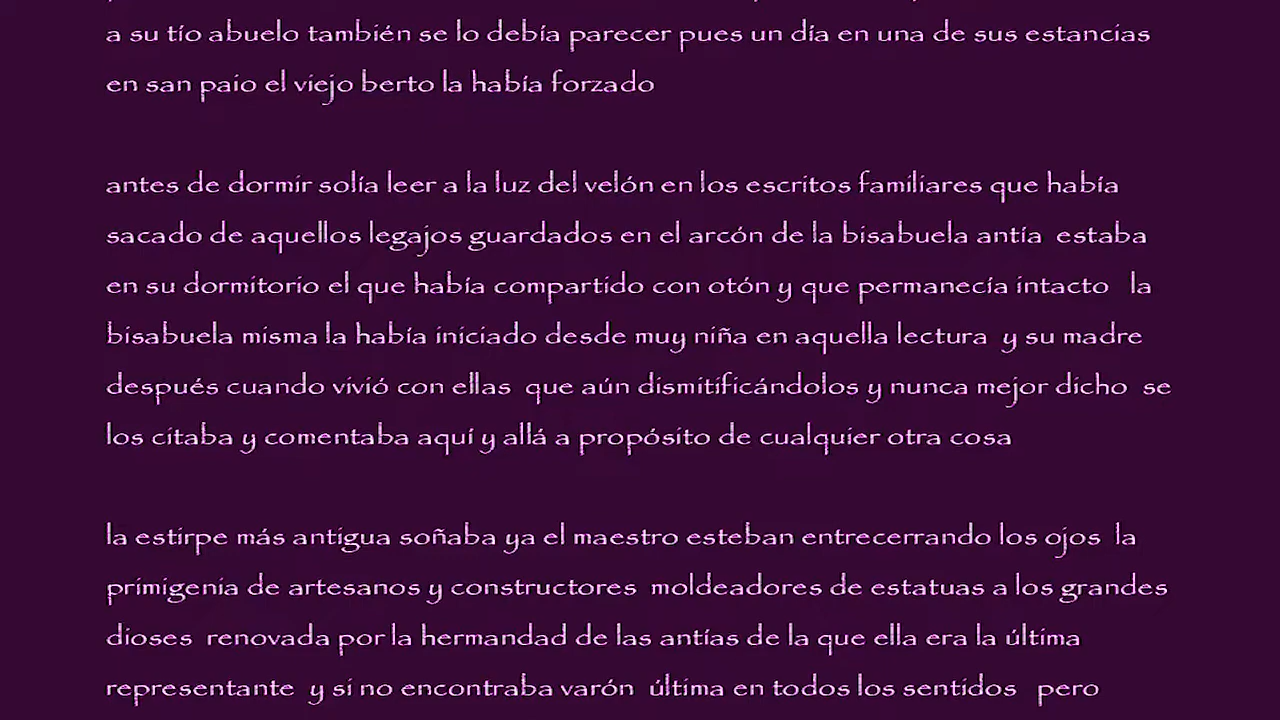 a su tío abuelo también se lo debía parecer pues un día en una de sus estancias
en san paio el viejo berto la había forzado
antes de dormir solía leer a la luz del velón en los escritos familiares que había
sacado de aquellos legajos guardados en el arcón de la bisabuela antía  estaba
en su dormitorio el que había compartido con otón y que permanecía intacto   la
bisabuela misma la había iniciado desde muy niña en aquella lectura  y su madre
después cuando vivió con ellas  que aún dismitificándolos y nunca mejor dicho  se
los citaba y comentaba aquí y allá a propósito de cualquier otra cosa
la estirpe más antigua soñaba ya el maestro esteban entrecerrando los ojos  la
primigenia de artesanos y constructores  moldeadores de estatuas a los grandes
dioses  renovada por la hermandad de las antías de la que ella era la última
representante  y si no encontraba varón  última en todos los sentidos   pero